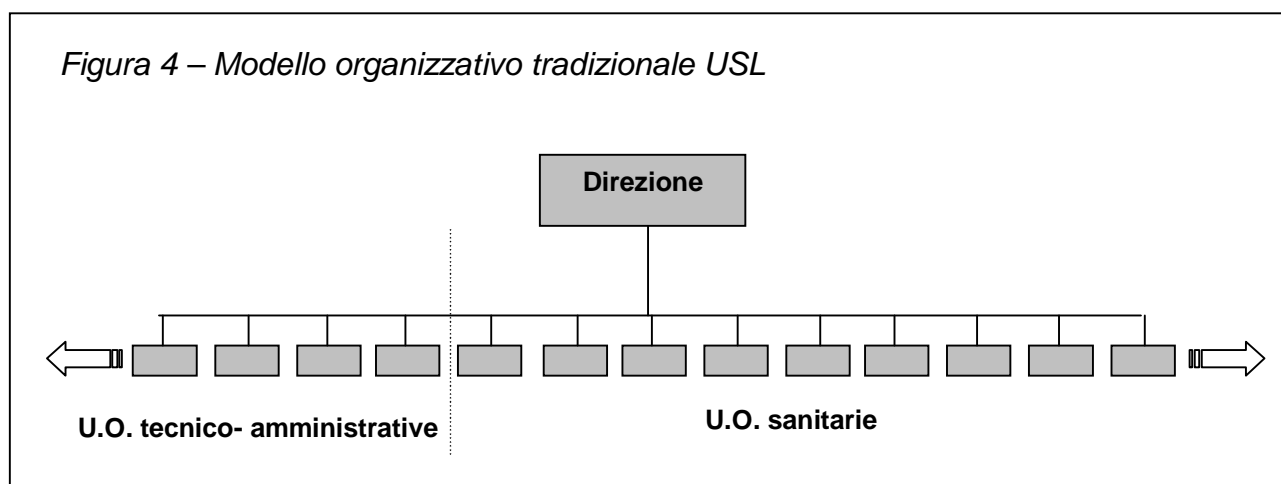 Figura 4 – Modello organizzativo tradizionale USL
Direzione
U.O. tecnico- amministrative
U.O. sanitarie